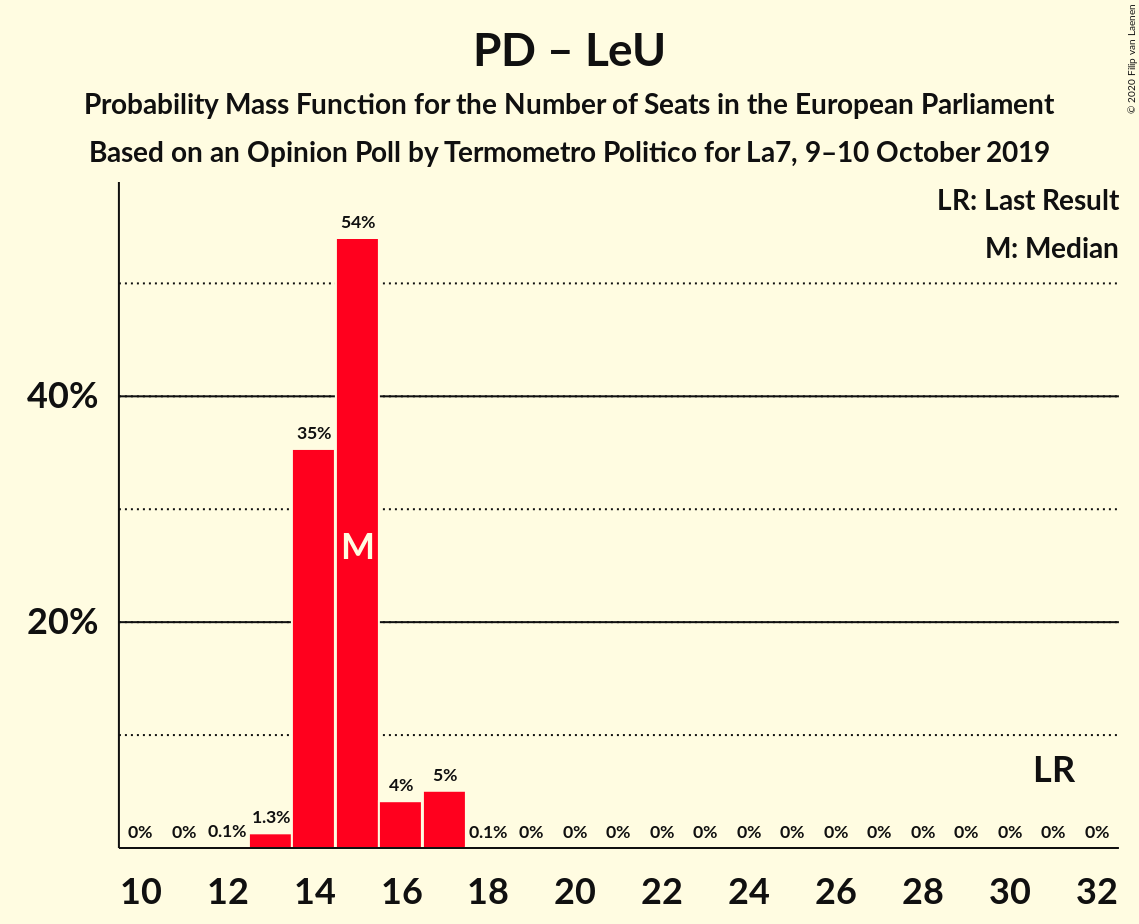 © 2020 Filip van Laenen
PD – LeU
Probability Mass Function for the Number of Seats in the European Parliament
Based on an Opinion Poll by Termometro Politico for La7, 9–10 October 2019
LR: Last Result
M: Median
54%
40%
35%
M
20%
LR
0% 0% 0.1% 1.3% 4% 5% 0.1% 0% 0% 0% 0% 0% 0% 0% 0% 0% 0% 0% 0% 0% 0%
10 12 14 16 18 20 22 24 26 28 30 32